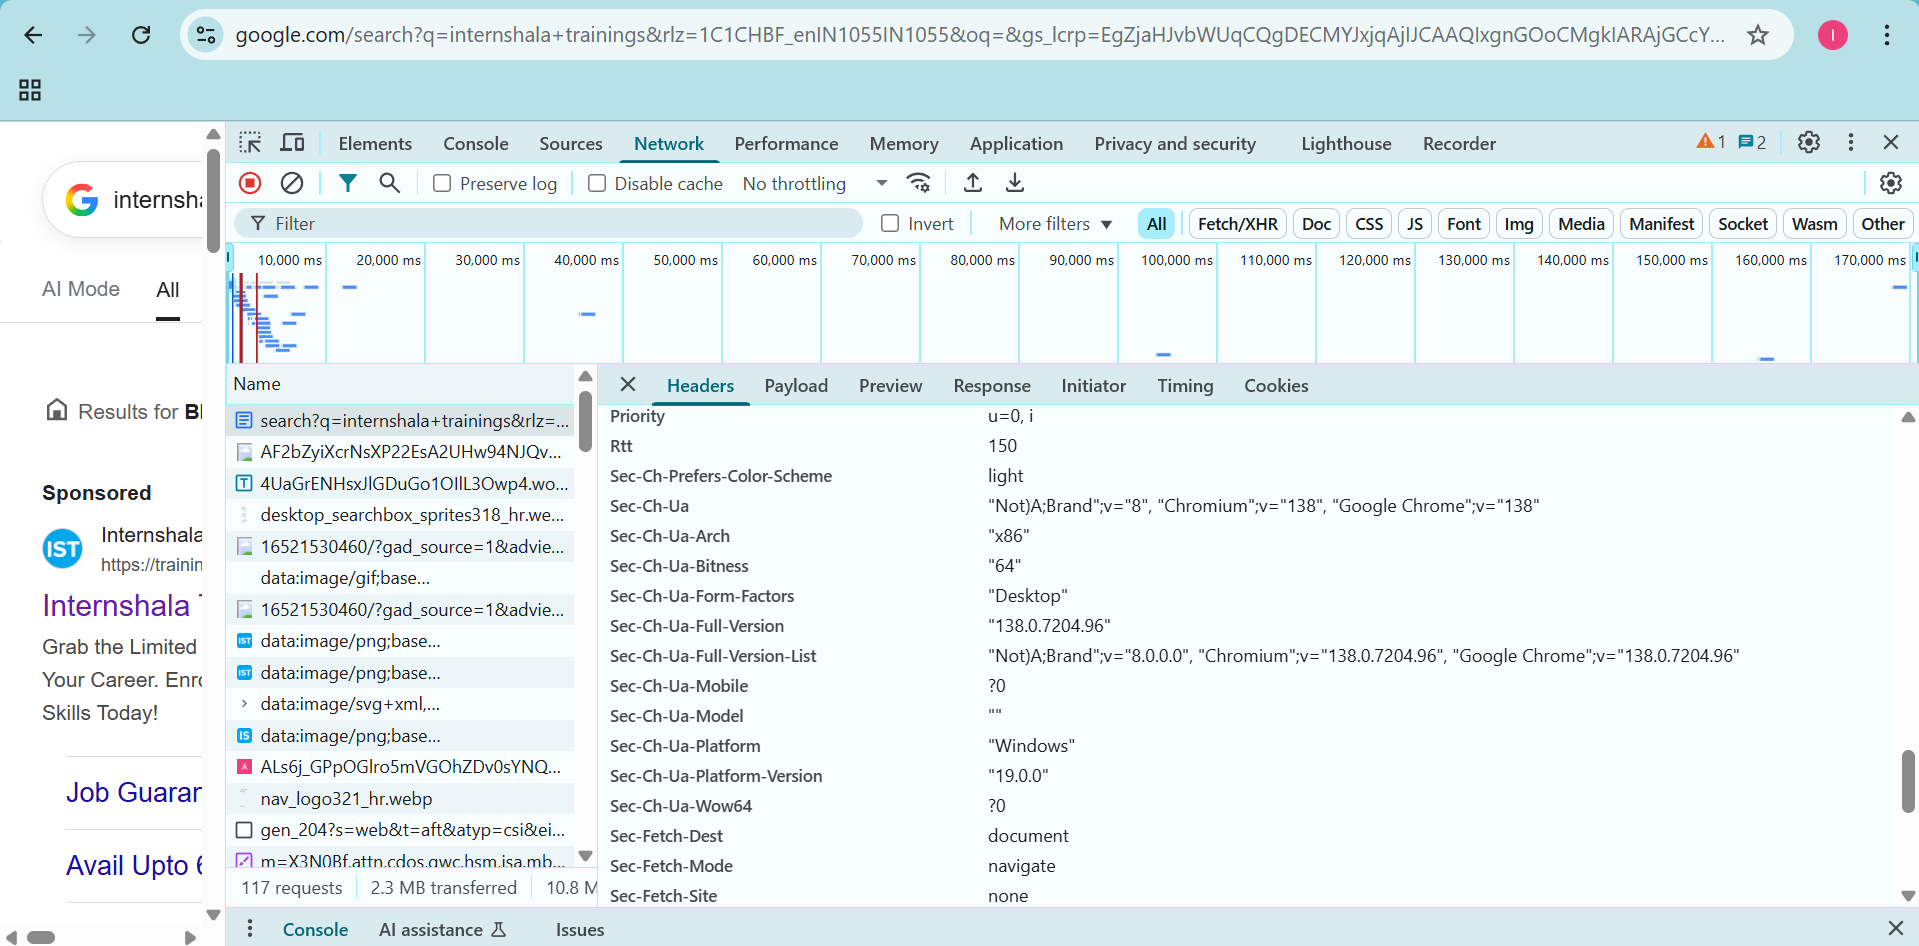 google.com/search?q=internshala+trainings&rlz=1C1CHBF_enIN1055IN1055&oq=&gs_lcrp=EgZjaHJvbWUqCQgDECMYJxjqAjIJCAAQIxgnGOoCMgkIARAjGCcY...
I
Elements Console Sources Network Performance Memory Application Privacy and security Lighthouse Recorder 1 2
Preserve log Disable cache No throttling
Filter Invert More filters All Fetch/XHR Doc CSS JS Font Img Media Manifest Socket Wasm Other
10,000 ms 20,000 ms 30,000 ms 40,000 ms 50,000 ms 60,000 ms 70,000 ms 80,000 ms 90,000 ms 100,000 ms 110,000 ms 120,000 ms 130,000 ms 140,000 ms 150,000 ms 160,000 ms 170,000 ms
internsha
AI Mode All
Results for
Sponsored
IST Internshala
https://trainin
Internshala
Grab the Limited
Your Career. Enro
Skills Today!
Job Guaran
Avail Upto 6
Name
search?q=internshala+trainings&rlz=...
AF2bZyiXcrNsXP22EsA2UHw94NJQv...
4UaGrENHsxJlGDuGo1OIlL3Owp4.wo...
desktop_searchbox_sprites318_hr.we...
16521530460/?gad_source=1&advie...
data:image/gif;base...
16521530460/?gad_source=1&advie...
IST data:image/png;base...
IST data:image/png;base...
data:image/svg+xml,...
IS data:image/png;base...
A ALs6j_GPpOGlro5mVGOhZDv0sYNQ...
nav_logo321_hr.webp
gen_204?s=web&t=aft&atyp=csi&ei...
m=X3N0Bf,attn,cdos,gwc,hsm,jsa,mb...
117 requests 2.3 MB transferred 10.8 M
Headers Payload Preview Response Initiator Timing Cookies
Priority u=0, i
Rtt 150
Sec-Ch-Prefers-Color-Scheme light
Sec-Ch-Ua "Not)A;Brand";v="8", "Chromium";v="138", "Google Chrome";v="138"
Sec-Ch-Ua-Arch "x86"
Sec-Ch-Ua-Bitness "64"
Sec-Ch-Ua-Form-Factors "Desktop"
Sec-Ch-Ua-Full-Version "138.0.7204.96"
Sec-Ch-Ua-Full-Version-List "Not)A;Brand";v="8.0.0.0", "Chromium";v="138.0.7204.96", "Google Chrome";v="138.0.7204.96"
Sec-Ch-Ua-Mobile ?0
Sec-Ch-Ua-Model ""
Sec-Ch-Ua-Platform "Windows"
Sec-Ch-Ua-Platform-Version "19.0.0"
Sec-Ch-Ua-Wow64 ?0
Sec-Fetch-Dest document
Sec-Fetch-Mode navigate
Sec-Fetch-Site none
Console AI assistance Issues